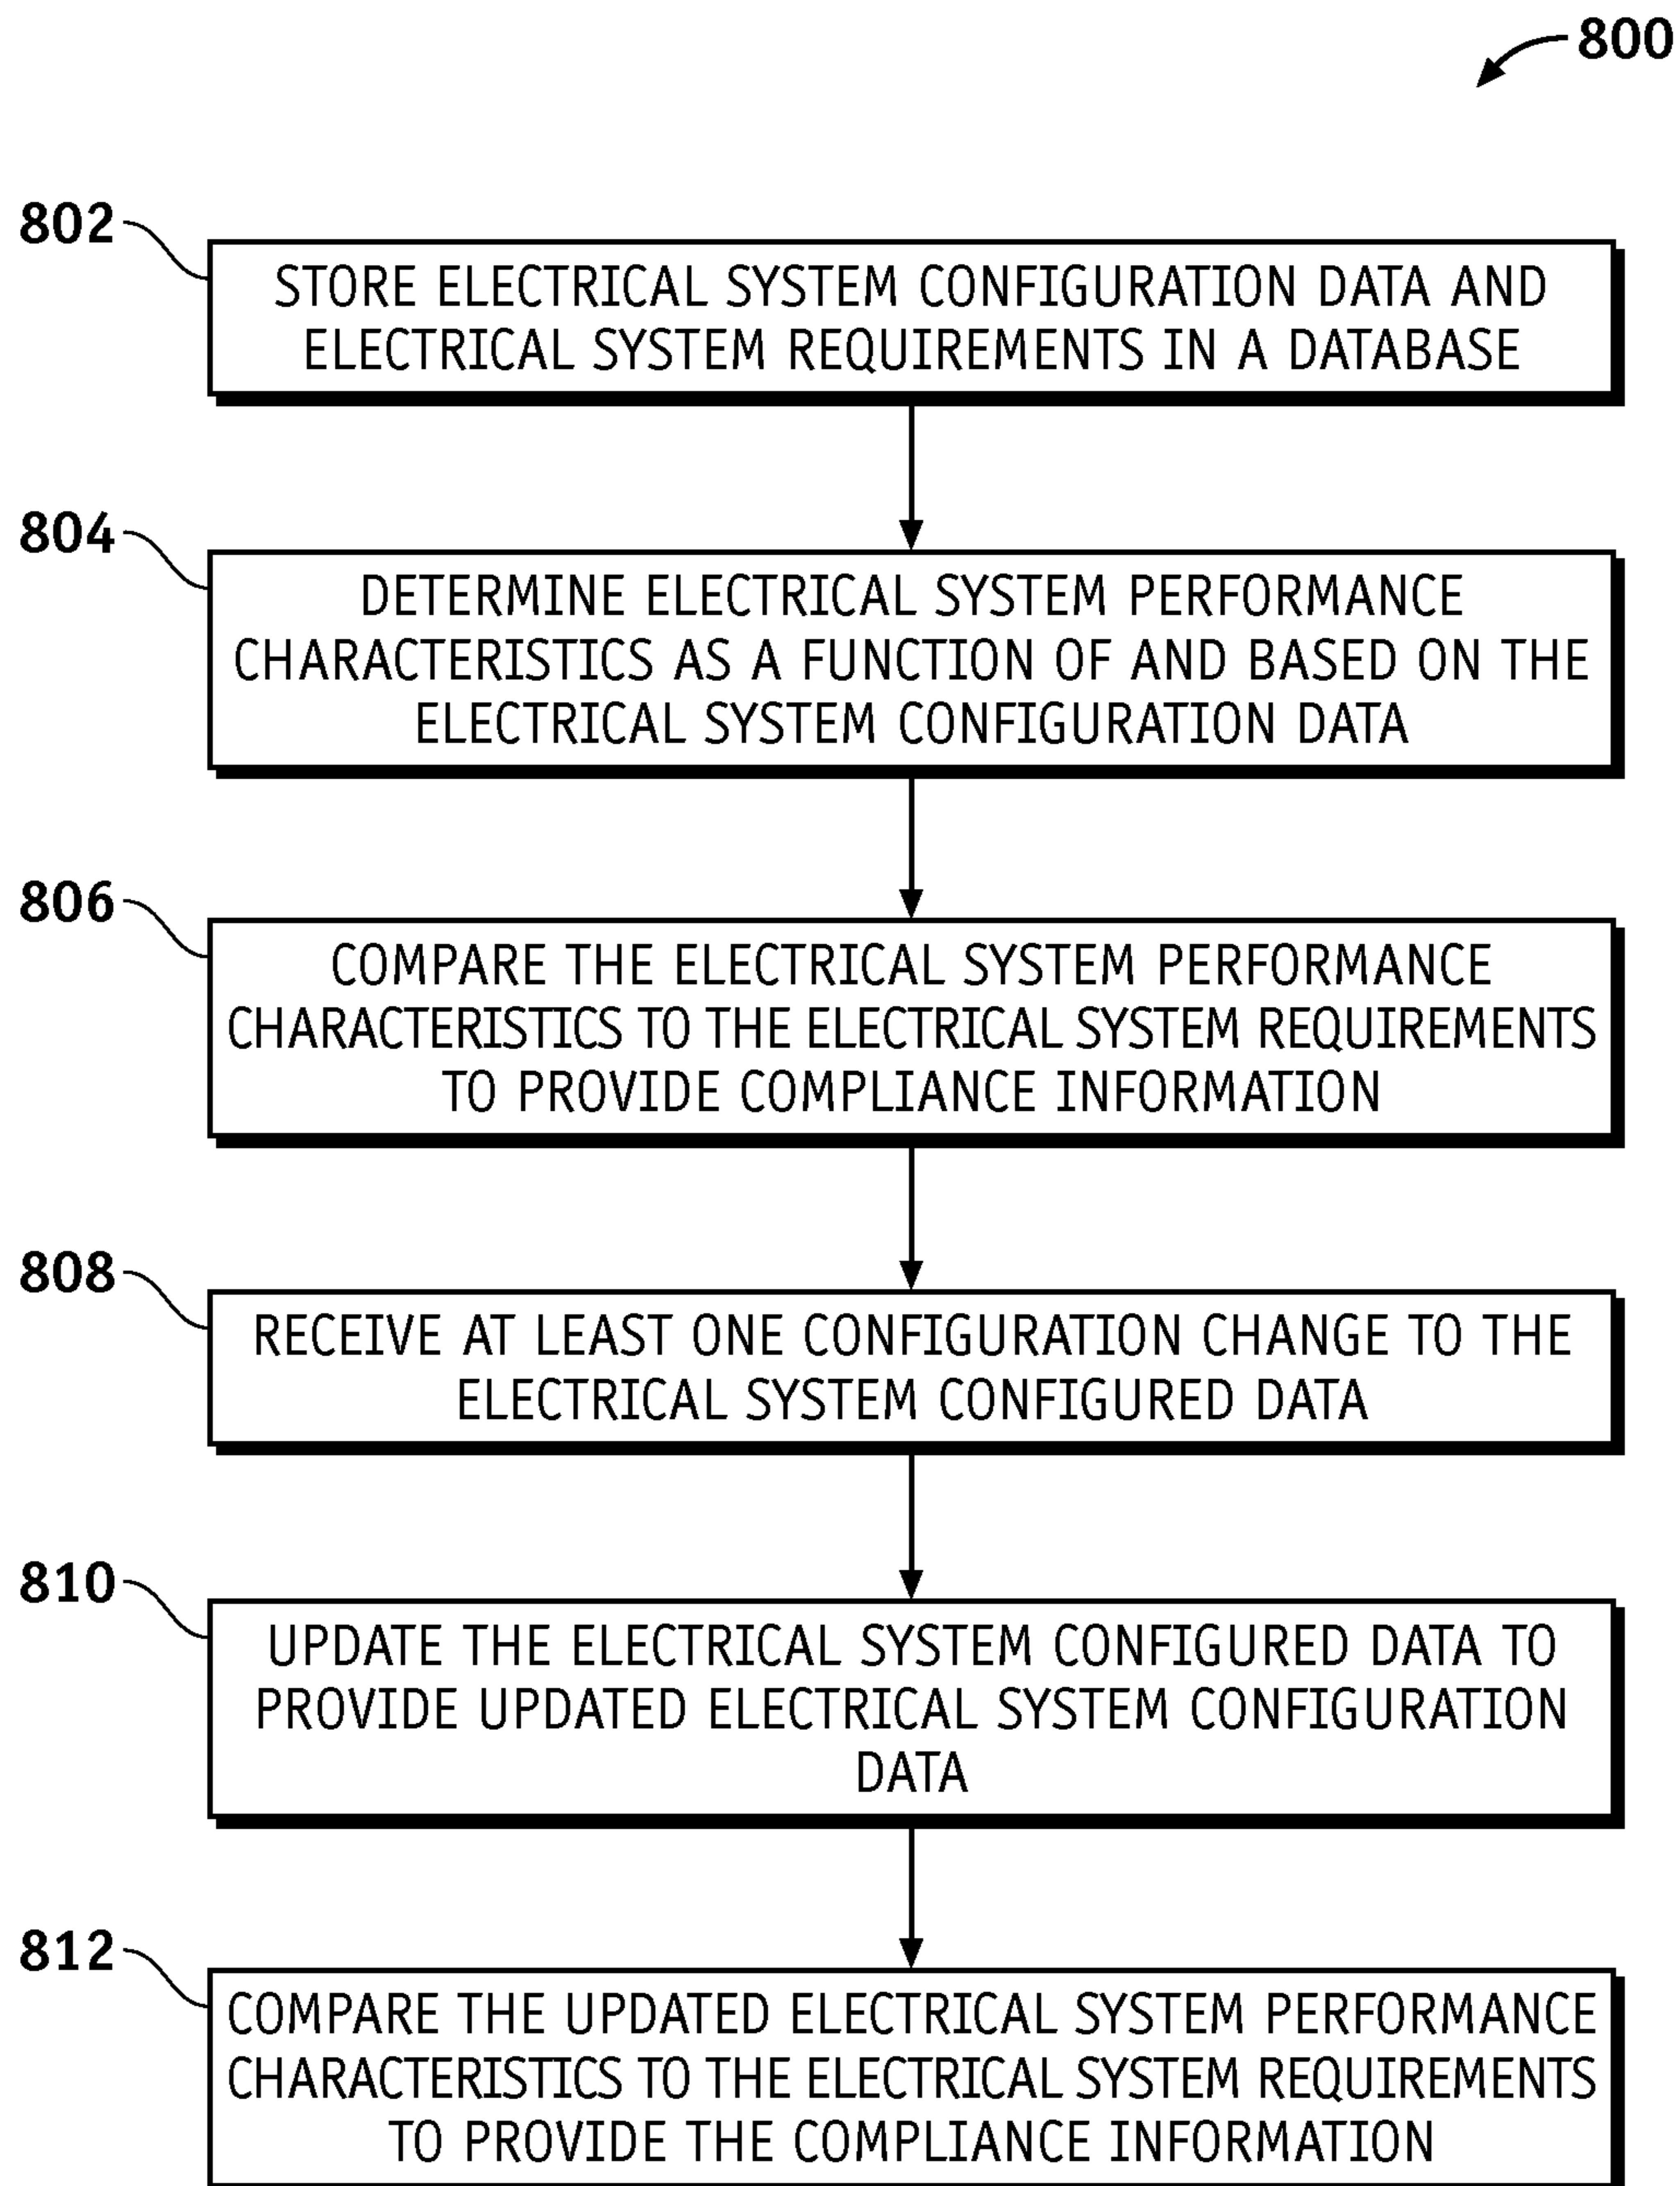 800
802
STORE ELECTRICAL SYSTEM CONFIGURATION DATA AND
ELECTRICAL SYSTEM REQUIREMENTS IN A DATABASE
804
DETERMINE ELECTRICAL SYSTEM PERFORMANCE
CHARACTERISTICS AS A FUNCTION OF AND BASED ON THE
ELECTRICAL SYSTEM CONFIGURATION DATA
806
COMPARE THE ELECTRICAL SYSTEM PERFORMANCE
CHARACTERISTICS TO THE ELECTRICAL SYSTEM REQUIREMENTS
TO PROVIDE COMPLIANCE INFORMATION
808
RECEIVE AT LEAST ONE CONFIGURATION CHANGE TO THE
ELECTRICAL SYSTEM CONFIGURED DATA
810
UPDATE THE ELECTRICAL SYSTEM CONFIGURED DATA TO
PROVIDE UPDATED ELECTRICAL SYSTEM CONFIGURATION
DATA
812
COMPARE THE UPDATED ELECTRICAL SYSTEM PERFORMANCE
CHARACTERISTICS TO THE ELECTRICAL SYSTEM REQUIREMENTS
TO PROVIDE THE COMPLIANCE INFORMATION